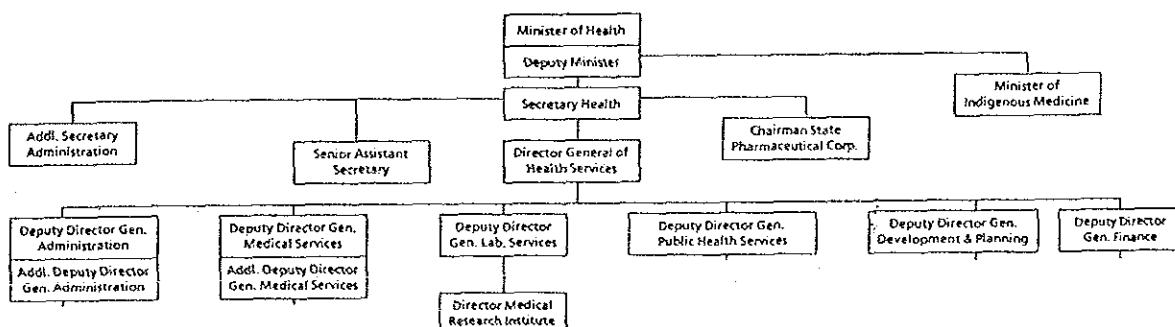 Minister of Health
Deputy Minister
Minister of
Indigenous Medicine
Secretary Health
Addl. Secretary
Administration
Senior Assistant
Secretary
Director General of
Health Services
Chairman State
Pharmaceutical Corp.
Deputy Director Gen.
Administration
Addl. Deputy Director
Gen. Administration
Deputy Director Gen.
Medical Services
Addl. Deputy Director
Gen. Medical Services
Deputy Director
Gen. Lab. Services
Director Medical
Research Institute
Deputy Director Gen.
Public Health Services
Deputy Director Gen.
Development & Planning
Deputy Director
Gen. Finance